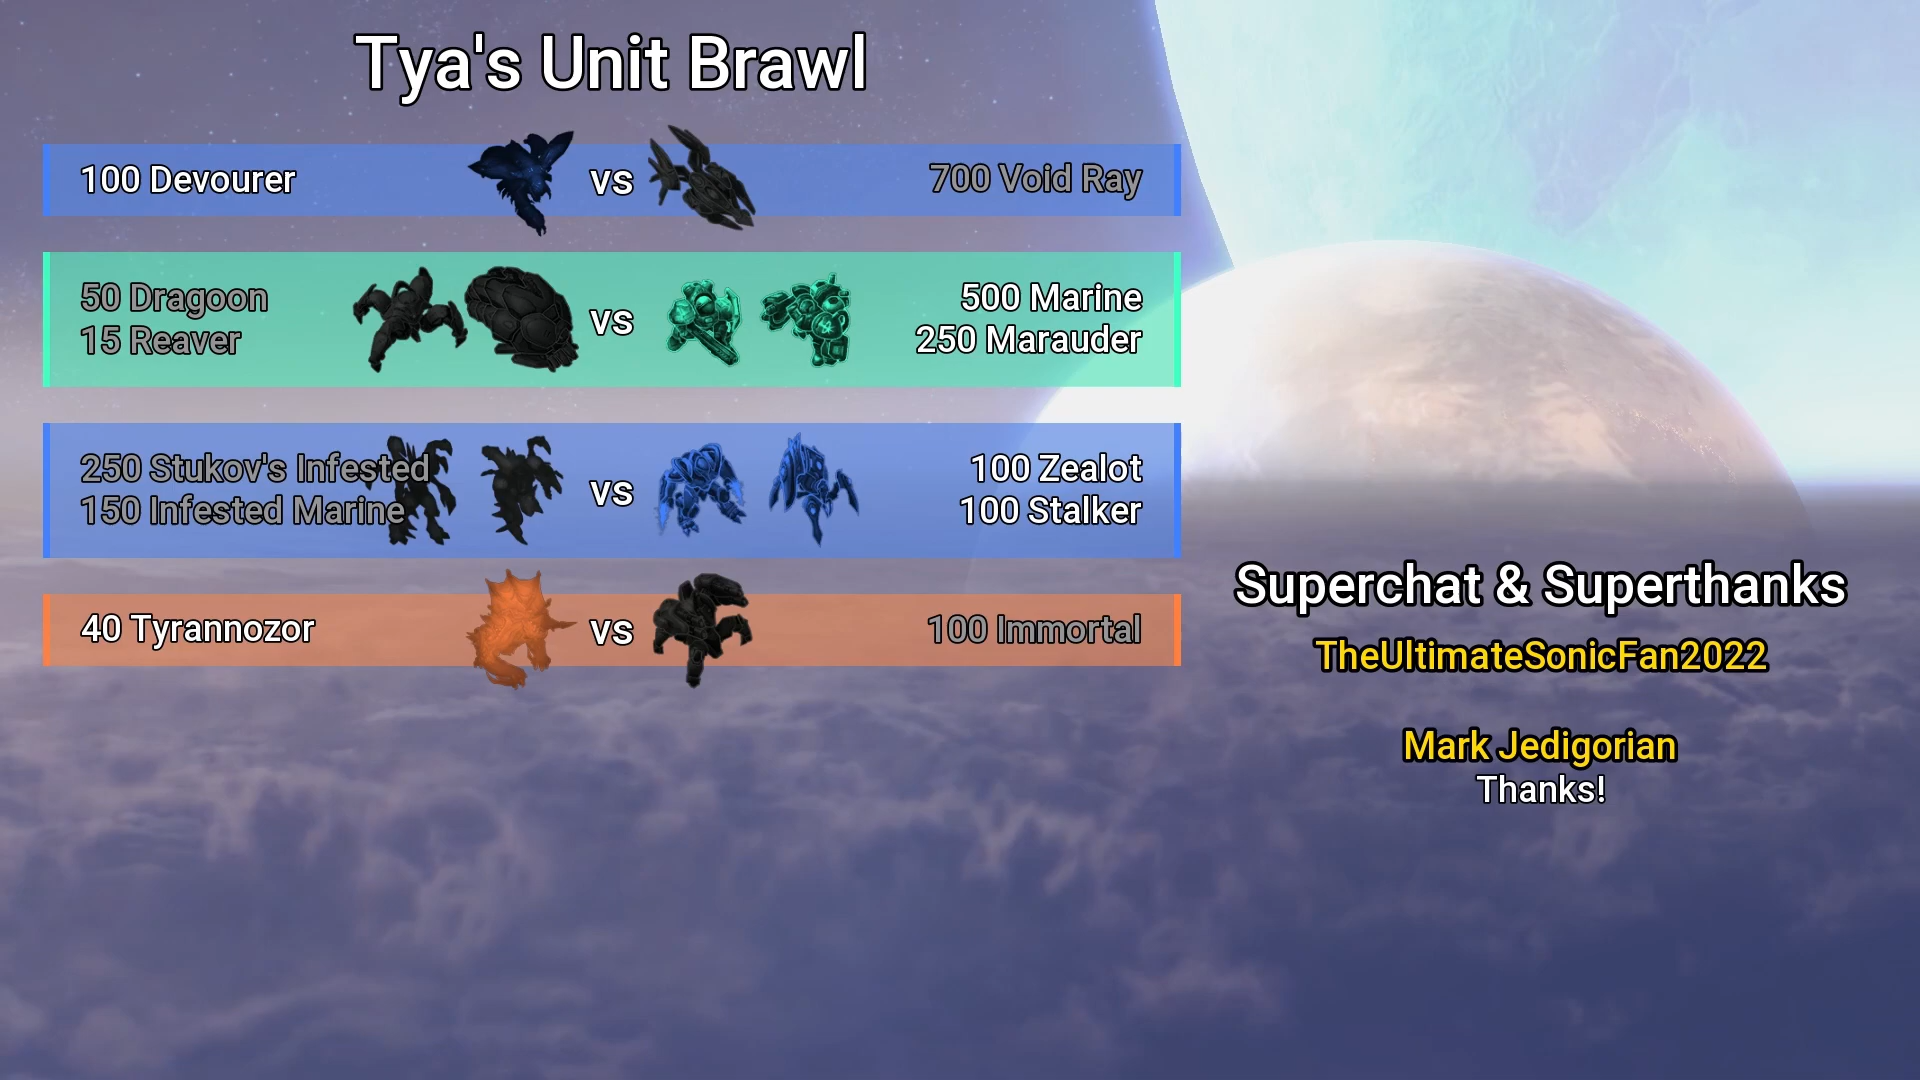 Tya's Unit Brawl
100 Devourer vs 700 Void Ray
50 Dragoon
15 Reaver
vs
500 Marine
250 Marauder
250 Stukov's Infested
150 Infested Marine
vs
100 Zealot
100 Stalker
40 Tyrannozor vs 100 Immortal
Superchat & Superthanks
TheUltimateSonicFan2022
Mark Jedigorian
Thanks!